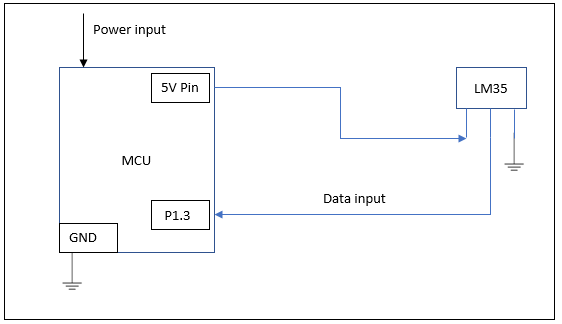 Power input
5V Pin
LM35
MCU
Data input
P1.3
GND